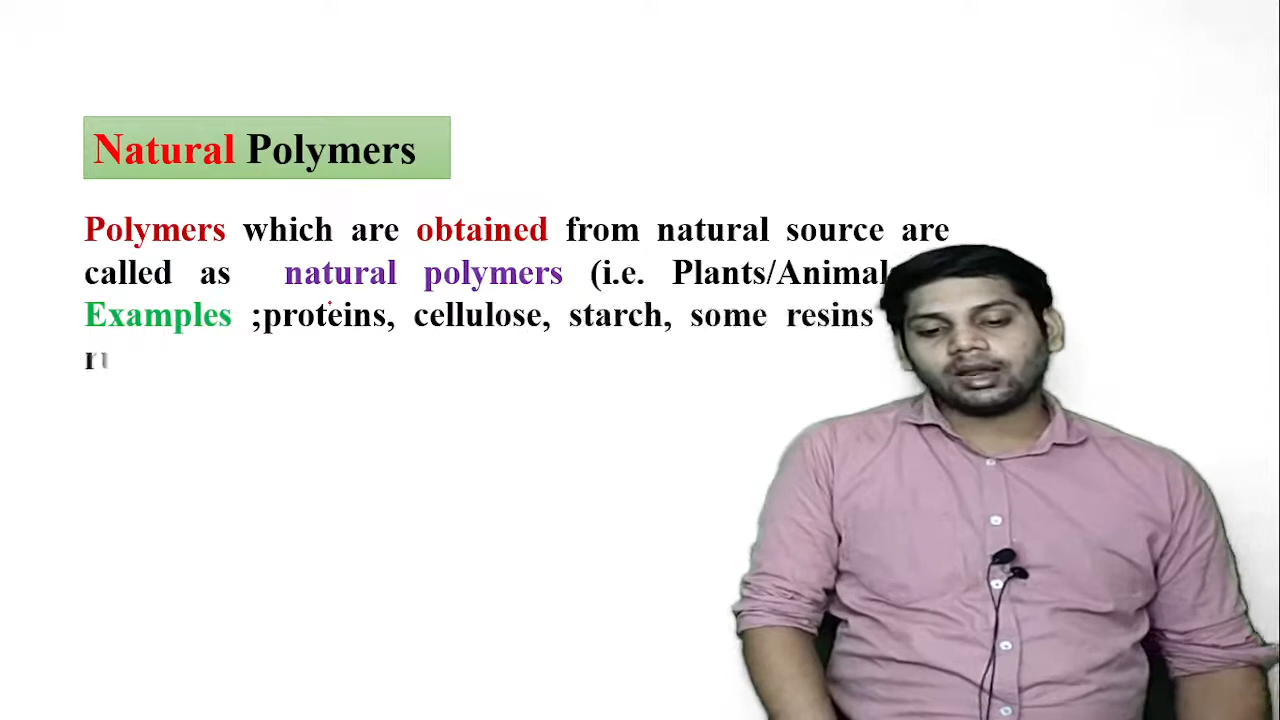 Natural Polymers
Polymers which are obtained from natural source are
called as natural polymers (i.e. Plants/Animals
Examples ;proteins, cellulose, starch, some resins